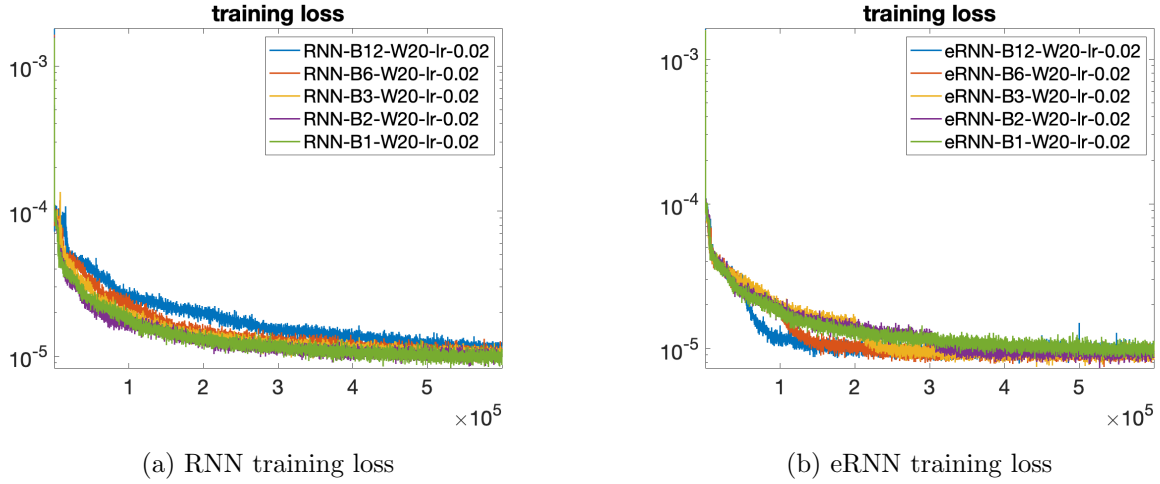 training loss
10^-3
10^-4
10^-5
RNN-B12-W20-lr-0.02
RNN-B6-W20-lr-0.02
RNN-B3-W20-lr-0.02
RNN-B2-W20-lr-0.02
RNN-B1-W20-lr-0.02
1 2 3 4 5
×10^5
(a) RNN training loss
training loss
10^-3
10^-4
10^-5
eRNN-B12-W20-lr-0.02
eRNN-B6-W20-lr-0.02
eRNN-B3-W20-lr-0.02
eRNN-B2-W20-lr-0.02
eRNN-B1-W20-lr-0.02
1 2 3 4 5
×10^5
(b) eRNN training loss